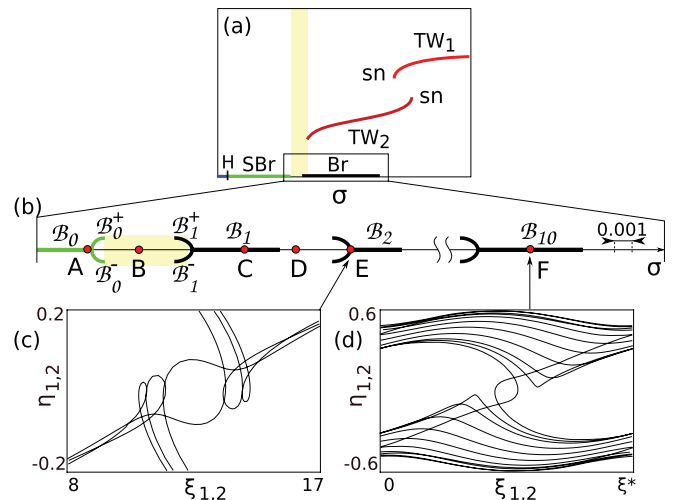 (a)
TW₁
sn
sn
TW₂
H SBr Br
σ
(b)
ℬ₀ ℬ₀⁺ ℬ₁⁺ ℬ₁ ℬ₂ ℬ₁₀ 0.001
A ℬ₀⁻ B ℬ₁⁻ C D E F σ
(c) 0.2 (d) 0.6
η₁,₂ η₁,₂
-0.2 -0.6
8 ξ₁,₂ 17 0 ξ₁,₂ ξ*